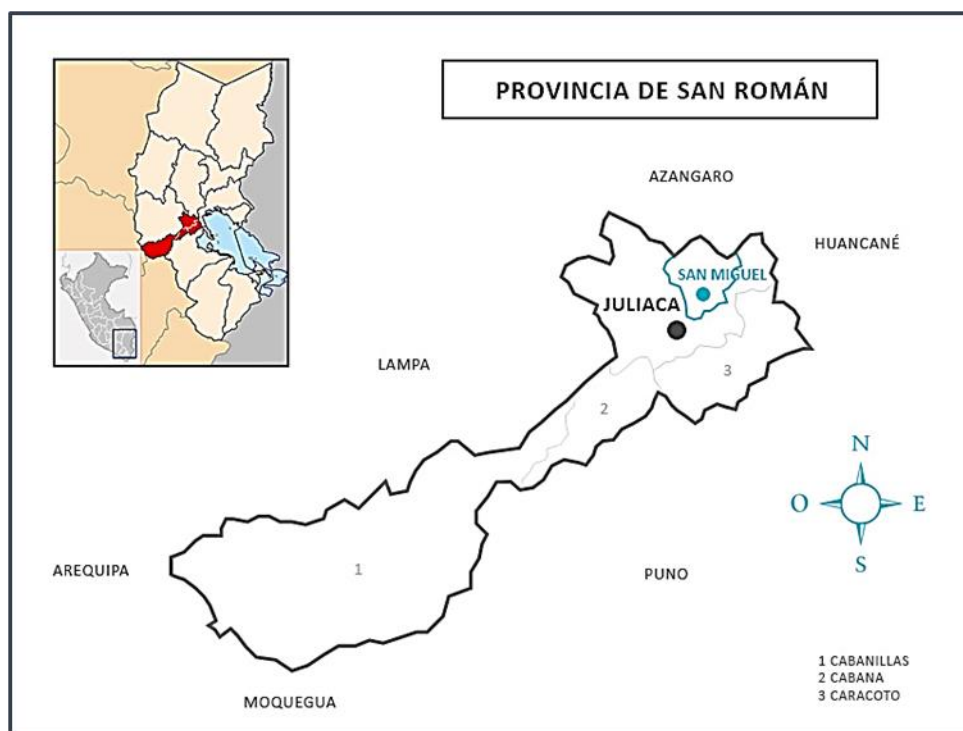 PROVINCIA DE SAN ROMÁN
AZANGARO
HUANCANÉ
SAN MIGUEL
JULIACA
LAMPA
3
2
N
O E
S
AREQUIPA
1
PUNO
MOQUEGUA
1 CABANILLAS
2 CABANA
3 CARACOTO